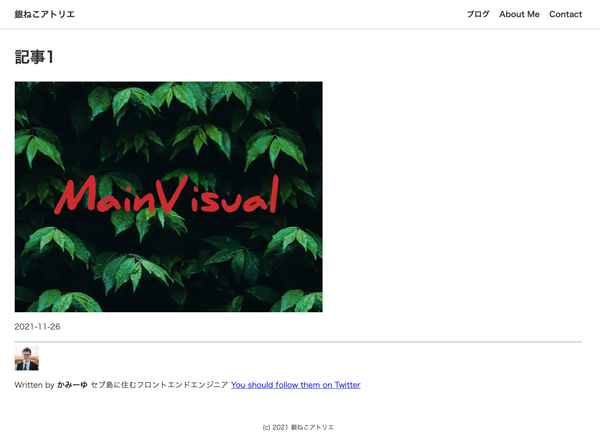 銀ねこアトリエ
ブログ About Me Contact
記事1
MainVisual
2021-11-26
Written by かみーゆ セブ島に住むフロントエンドエンジニア You should follow them on Twitter
(c) 2021 銀ねこアトリエ